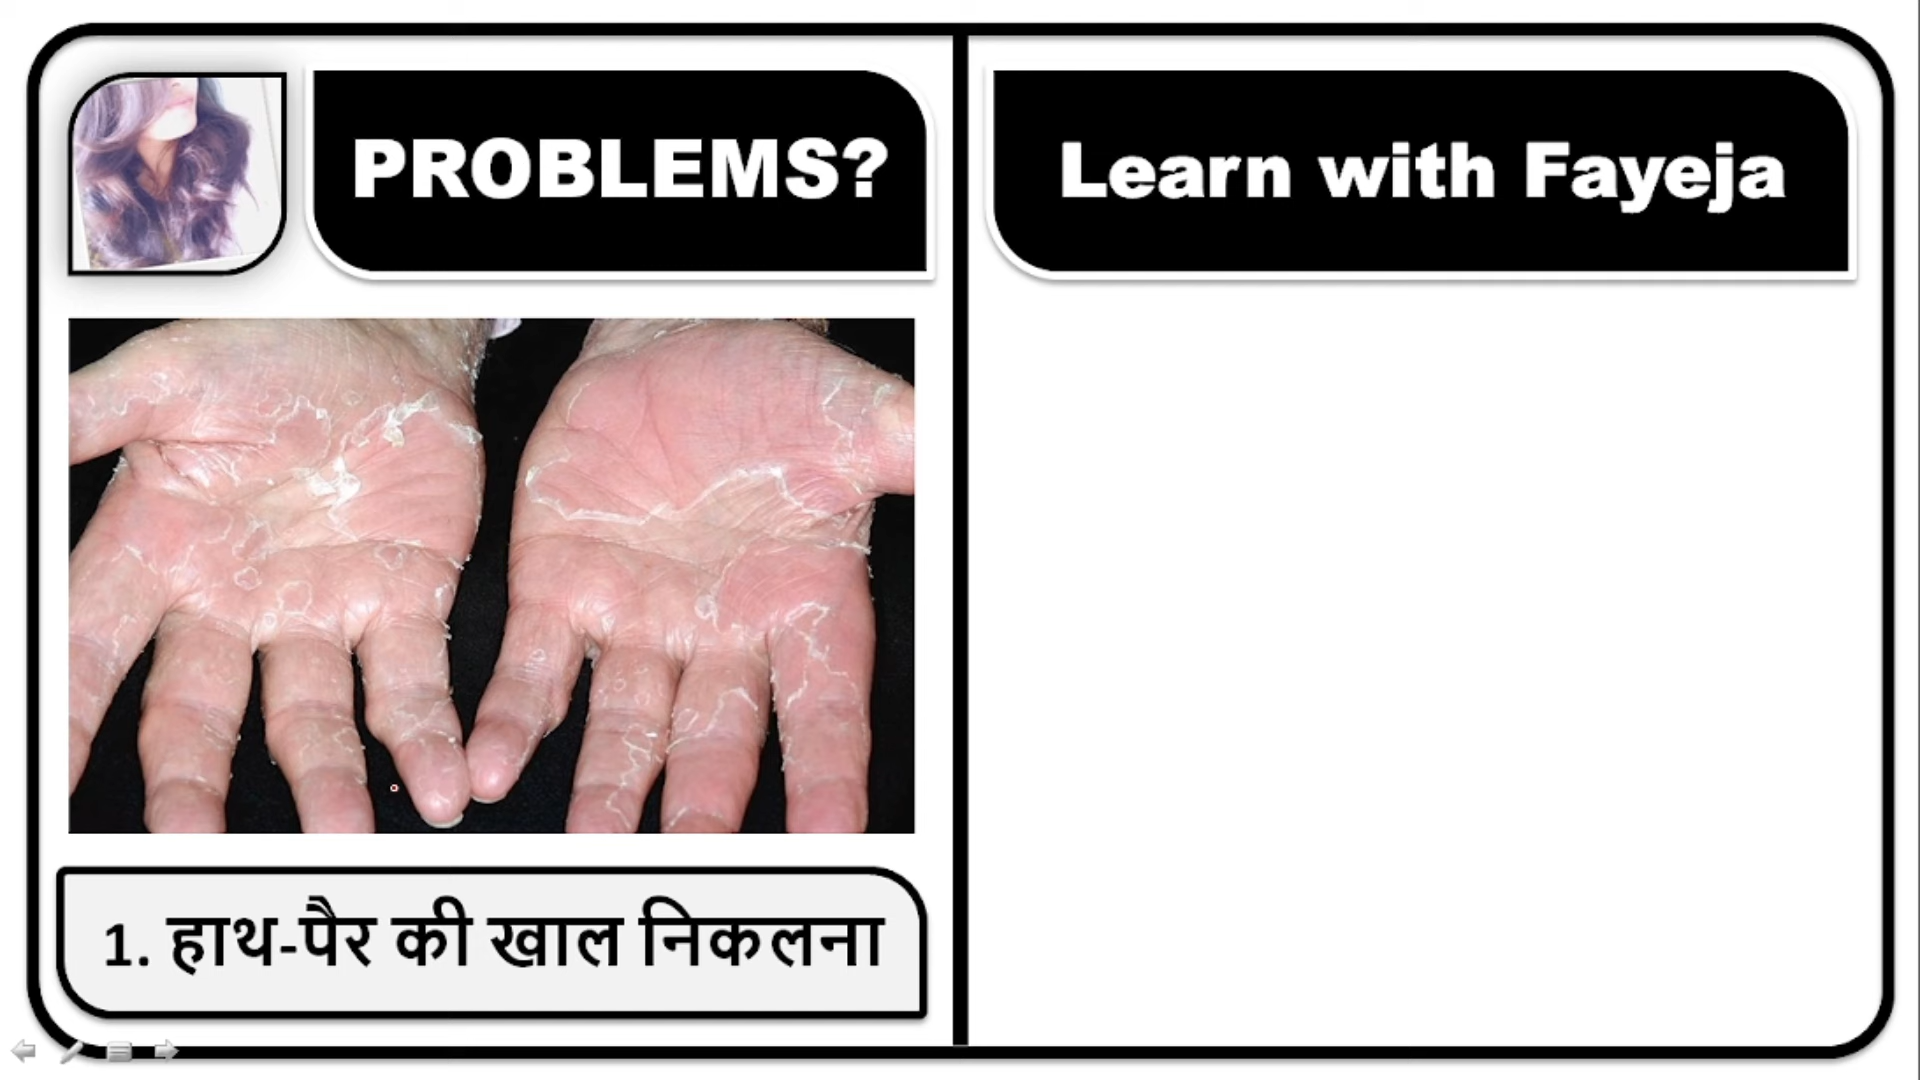 PROBLEMS?
Learn with Fayeja
1. हाथ-पैर की खाल निकलना